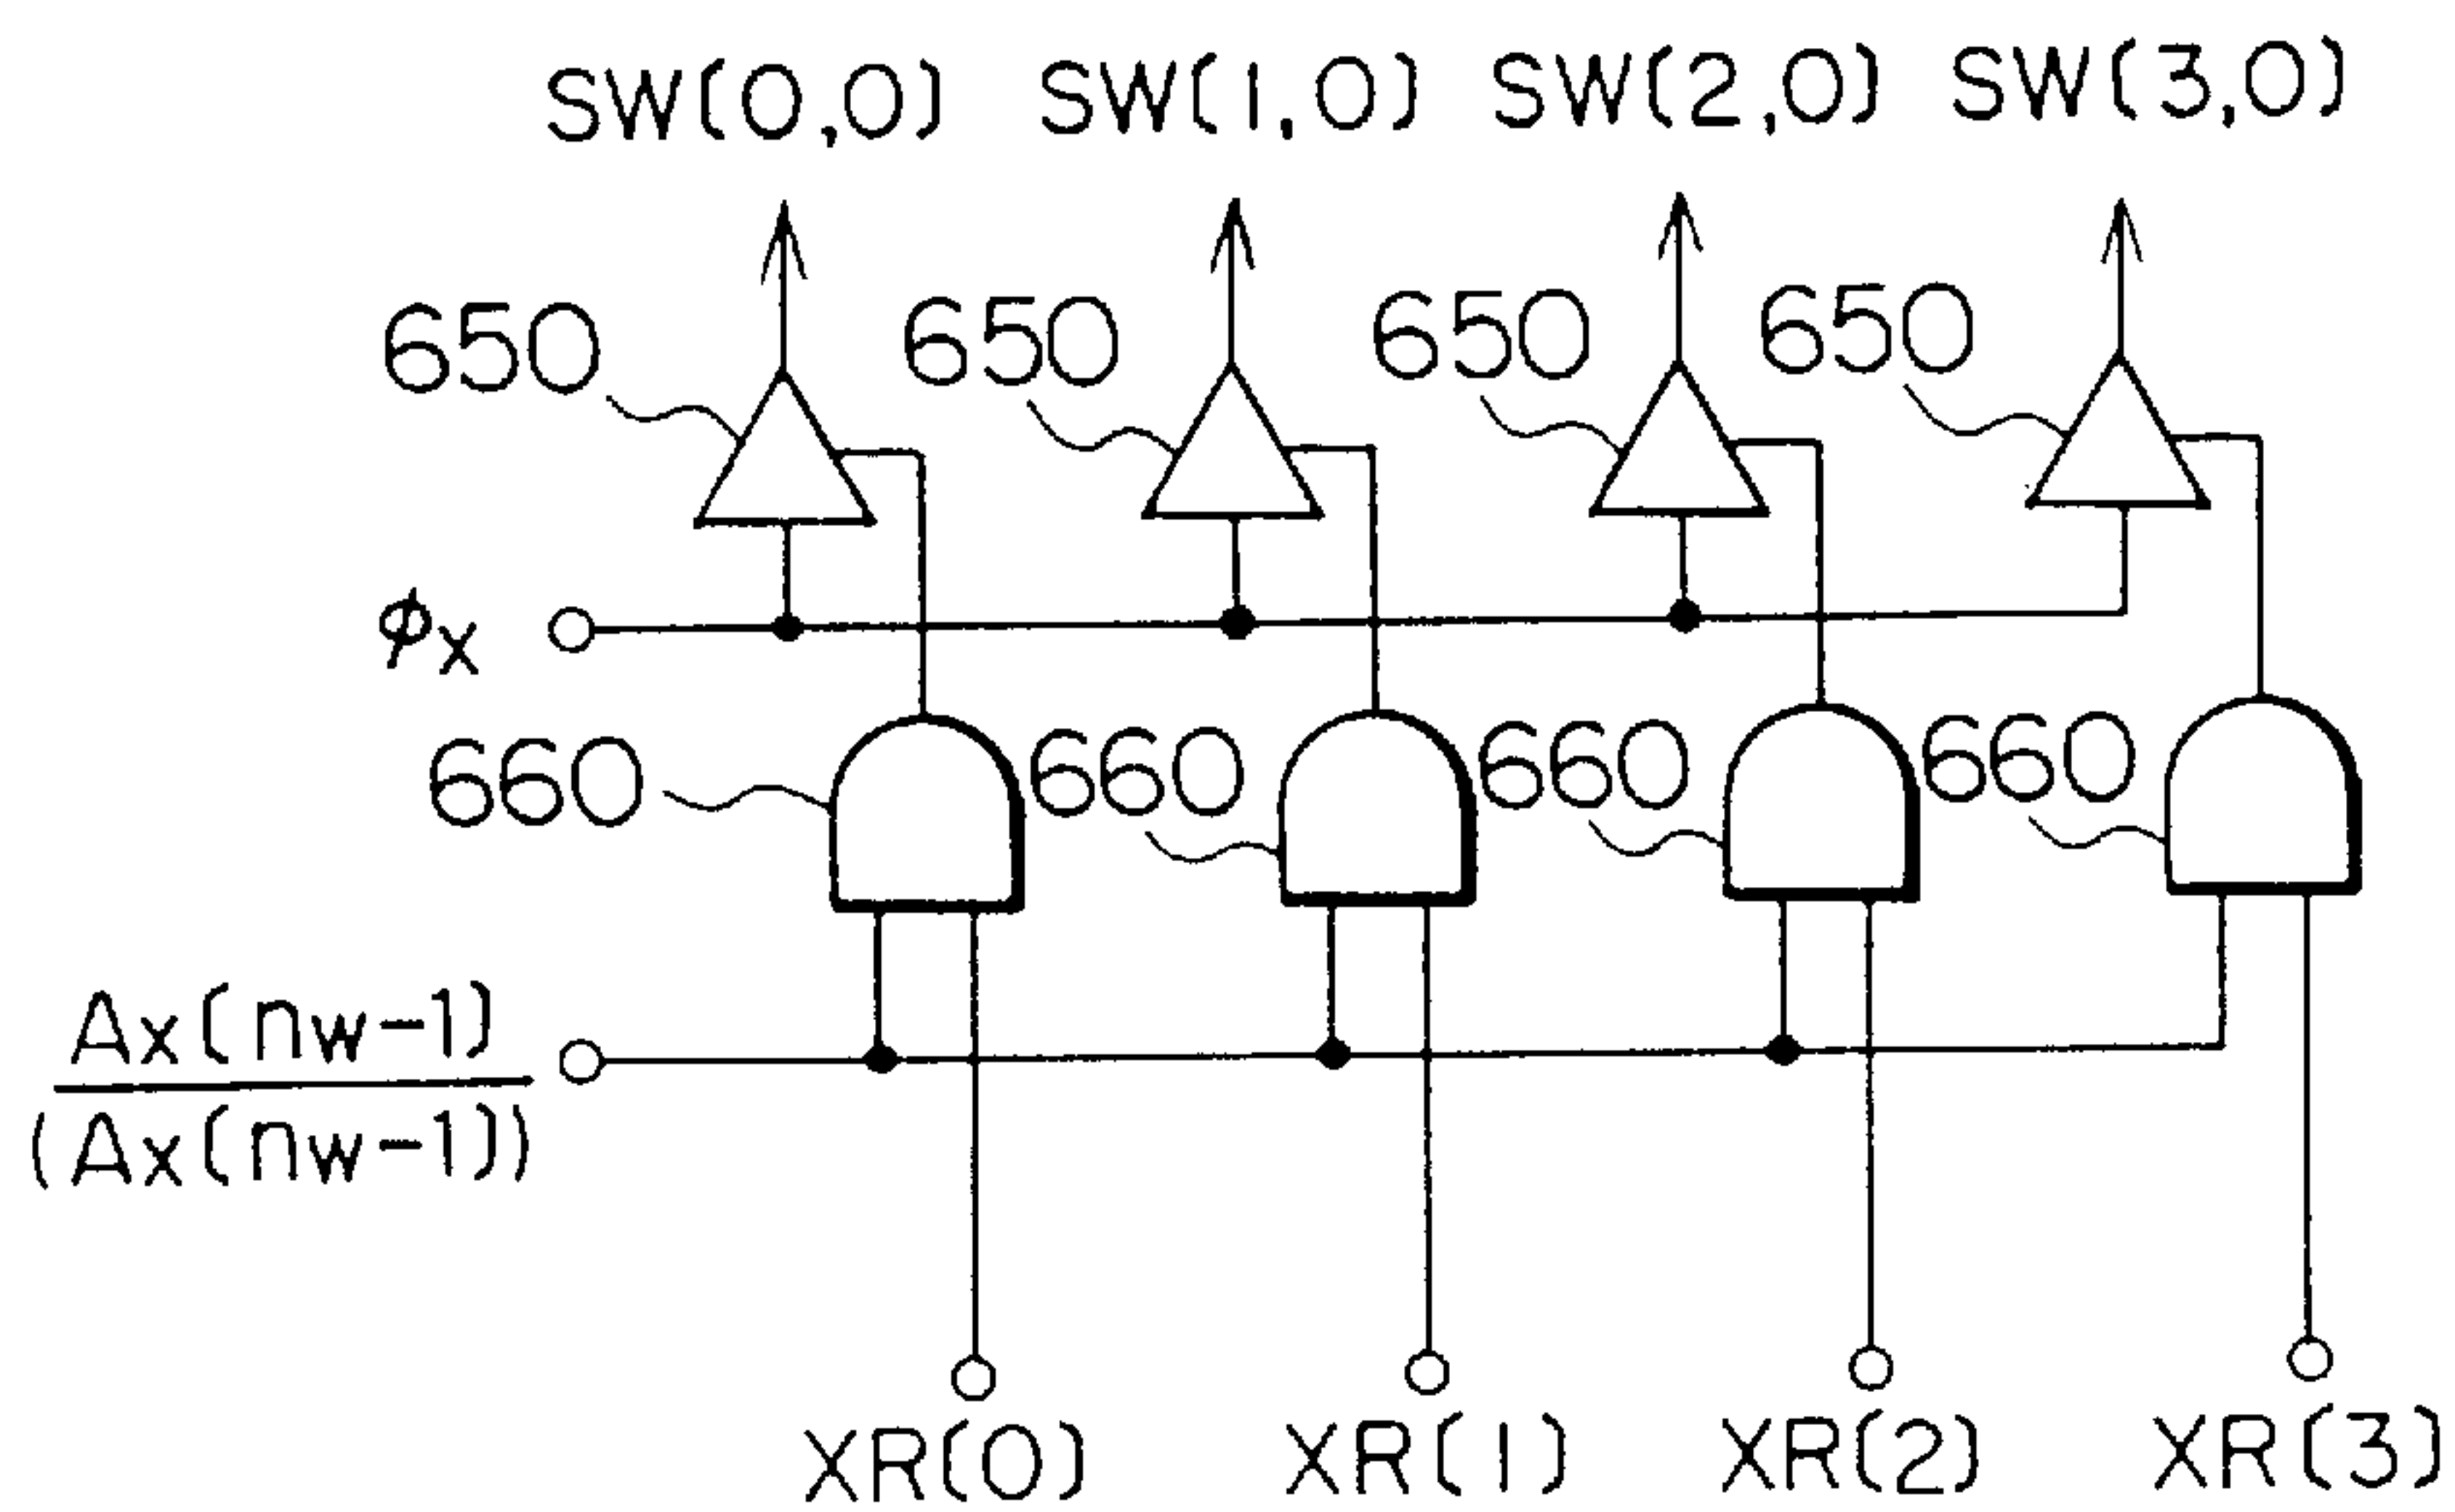 SW(0,0) SW(1,0) SW(2,0) SW(3,0)
650 650 650 650
φx
660 660 660 660
Ax(nw-1)
(Ax(nw-1))
XR(0) XR(1) XR(2) XR(3)